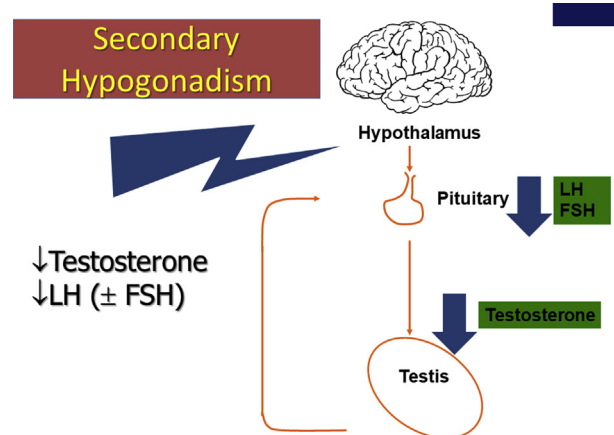 Secondary
Hypogonadism
Hypothalamus
Pituitary
LH
FSH
↓Testosterone
↓LH (± FSH)
Testosterone
Testis